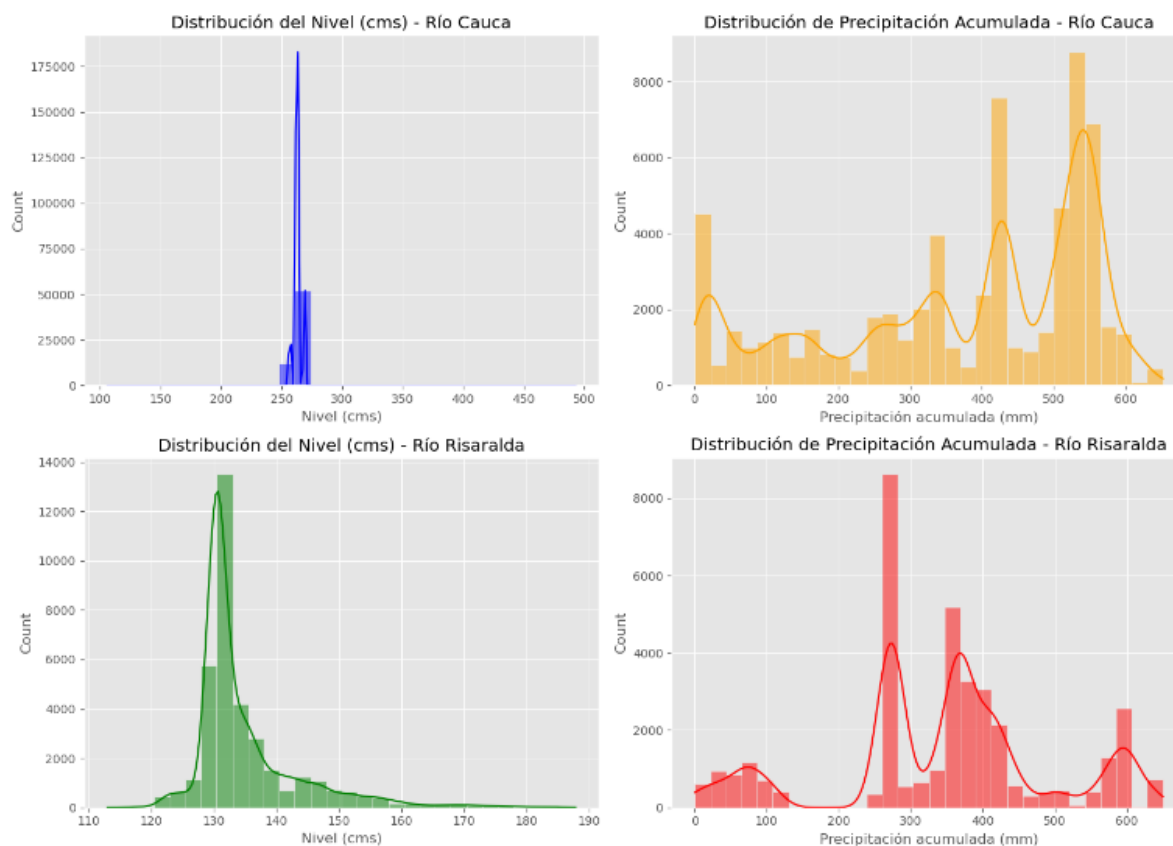 Distribución del Nivel (cms) - Río Cauca
175000
150000
125000
100000
75000
50000
25000
0
Count
100 150 200 250 300 350 400 450 500
Nivel (cms)
Distribución de Precipitación Acumulada - Río Cauca
8000
6000
4000
2000
0
Count
0 100 200 300 400 500 600
Precipitación acumulada (mm)
Distribución del Nivel (cms) - Río Risaralda
14000
12000
10000
8000
6000
4000
2000
0
Count
110 120 130 140 150 160 170 180 190
Nivel (cms)
Distribución de Precipitación Acumulada - Río Risaralda
8000
6000
4000
2000
0
Count
0 100 200 300 400 500 600
Precipitación acumulada (mm)